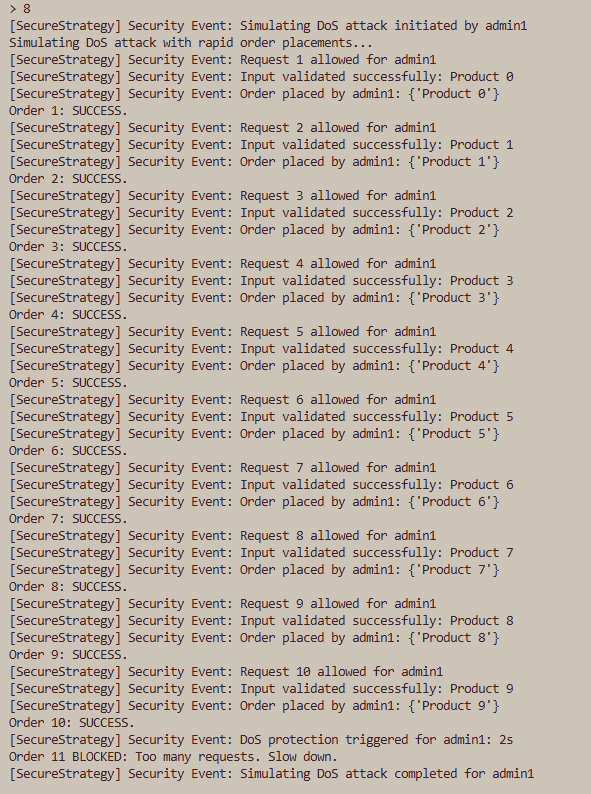 > 8
[SecureStrategy] Security Event: Simulating DoS attack initiated by admin1
Simulating DoS attack with rapid order placements...
[SecureStrategy] Security Event: Request 1 allowed for admin1
[SecureStrategy] Security Event: Input validated successfully: Product 0
[SecureStrategy] Security Event: Order placed by admin1: {'Product 0'}
Order 1: SUCCESS.
[SecureStrategy] Security Event: Request 2 allowed for admin1
[SecureStrategy] Security Event: Input validated successfully: Product 1
[SecureStrategy] Security Event: Order placed by admin1: {'Product 1'}
Order 2: SUCCESS.
[SecureStrategy] Security Event: Request 3 allowed for admin1
[SecureStrategy] Security Event: Input validated successfully: Product 2
[SecureStrategy] Security Event: Order placed by admin1: {'Product 2'}
Order 3: SUCCESS.
[SecureStrategy] Security Event: Request 4 allowed for admin1
[SecureStrategy] Security Event: Input validated successfully: Product 3
[SecureStrategy] Security Event: Order placed by admin1: {'Product 3'}
Order 4: SUCCESS.
[SecureStrategy] Security Event: Request 5 allowed for admin1
[SecureStrategy] Security Event: Input validated successfully: Product 4
[SecureStrategy] Security Event: Order placed by admin1: {'Product 4'}
Order 5: SUCCESS.
[SecureStrategy] Security Event: Request 6 allowed for admin1
[SecureStrategy] Security Event: Input validated successfully: Product 5
[SecureStrategy] Security Event: Order placed by admin1: {'Product 5'}
Order 6: SUCCESS.
[SecureStrategy] Security Event: Request 7 allowed for admin1
[SecureStrategy] Security Event: Input validated successfully: Product 6
[SecureStrategy] Security Event: Order placed by admin1: {'Product 6'}
Order 7: SUCCESS.
[SecureStrategy] Security Event: Request 8 allowed for admin1
[SecureStrategy] Security Event: Input validated successfully: Product 7
[SecureStrategy] Security Event: Order placed by admin1: {'Product 7'}
Order 8: SUCCESS.
[SecureStrategy] Security Event: Request 9 allowed for admin1
[SecureStrategy] Security Event: Input validated successfully: Product 8
[SecureStrategy] Security Event: Order placed by admin1: {'Product 8'}
Order 9: SUCCESS.
[SecureStrategy] Security Event: Request 10 allowed for admin1
[SecureStrategy] Security Event: Input validated successfully: Product 9
[SecureStrategy] Security Event: Order placed by admin1: {'Product 9'}
Order 10: SUCCESS.
[SecureStrategy] Security Event: DoS protection triggered for admin1: 2s
Order 11 BLOCKED: Too many requests. Slow down.
[SecureStrategy] Security Event: Simulating DoS attack completed for admin1